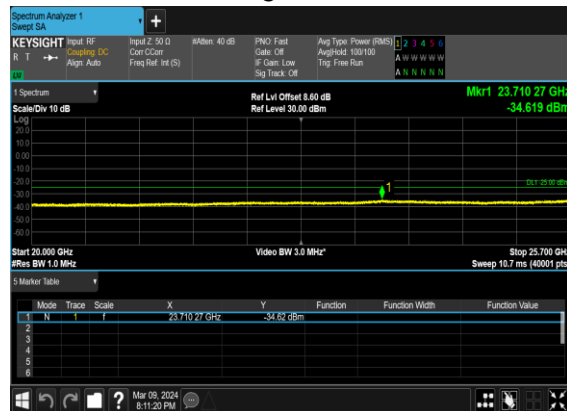 Spectrum Analyzer 1
Swept SA
KEYSIGHT Input: RF Input Z: 50 Ω #Atten: 40 dB PNO: Fast Avg Type: Power (RMS) 1 2 3 4 5 6
R T Coupling: DC Corr CCorr Gate: Off Avg|Hold: 100/100 A W W W W W
Align: Auto Freq Ref: Int (S) IF Gain: Low Trig: Free Run
Sig Track: Off A N N N N N
1 Spectrum Ref Lvl Offset 8.60 dB Mkr1 23.710 27 GHz
Scale/Div 10 dB Ref Level 30.00 dBm -34.619 dBm
Log
20.0
10.0
0.00
-10.0
-20.0
1
DL1 25.00 dBm
-30.0
-40.0
-50.0
-60.0
Start 20.000 GHz Video BW 3.0 MHz* Stop 25.700 GHz
#Res BW 1.0 MHz Sweep 10.7 ms (40001 pts)
5 Marker Table
Mode Trace Scale X Y Function Function Width Function Value
1 N 1 f 23.710 27 GHz -34.62 dBm
2
3
4
5
6
? Mar 09, 2024
8:11:20 PM